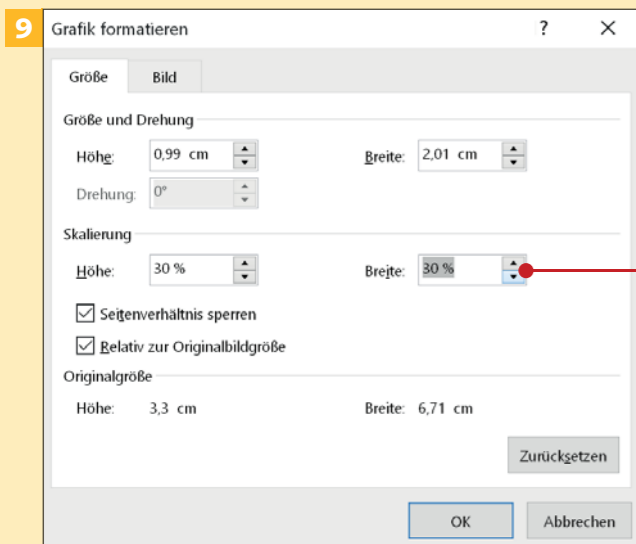 9
Grafik formatieren ? ×
Größe Bild
Größe und Drehung
Höhe: 0,99 cm Breite: 2,01 cm
Drehung: 0°
Skalierung
Höhe: 30 % Breite: 30 %
Seitenverhältnis sperren
Relativ zur Originalbildgröße
Originalgröße
Höhe: 3,3 cm Breite: 6,71 cm
Zurücksetzen
OK Abbrechen